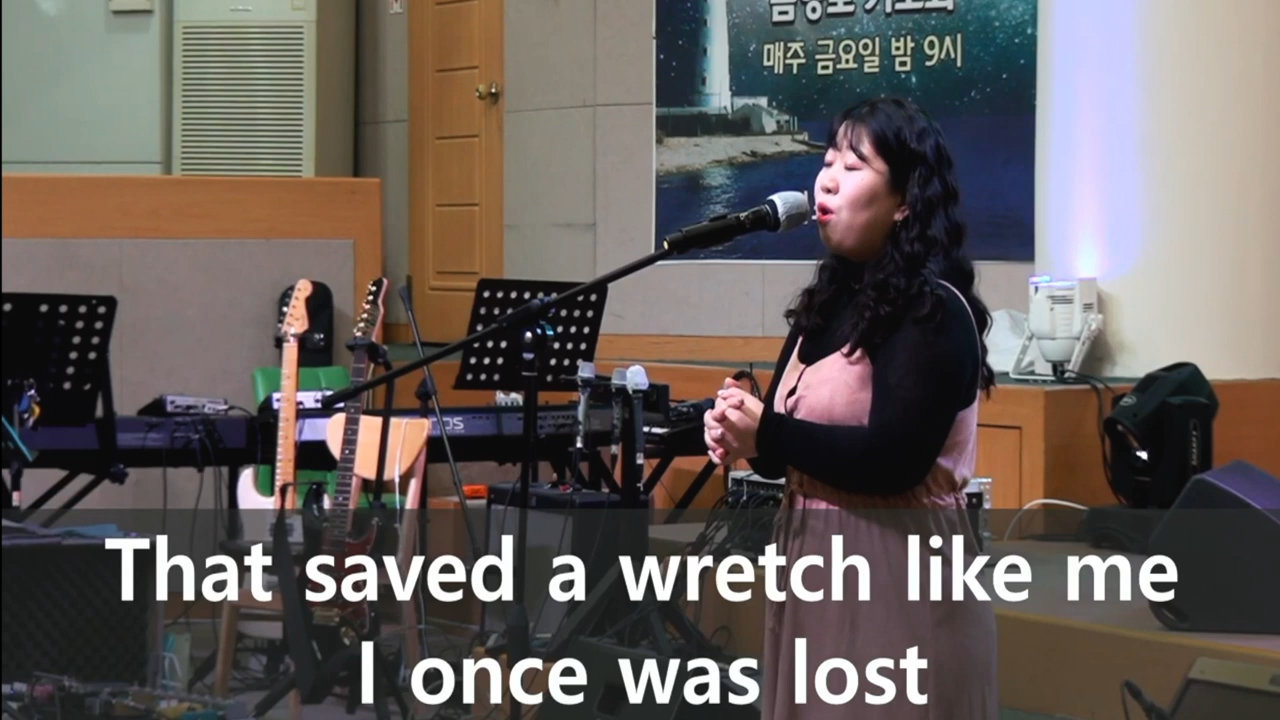 매주 금요일 밤 9시
That saved a wretch like me
I once was lost